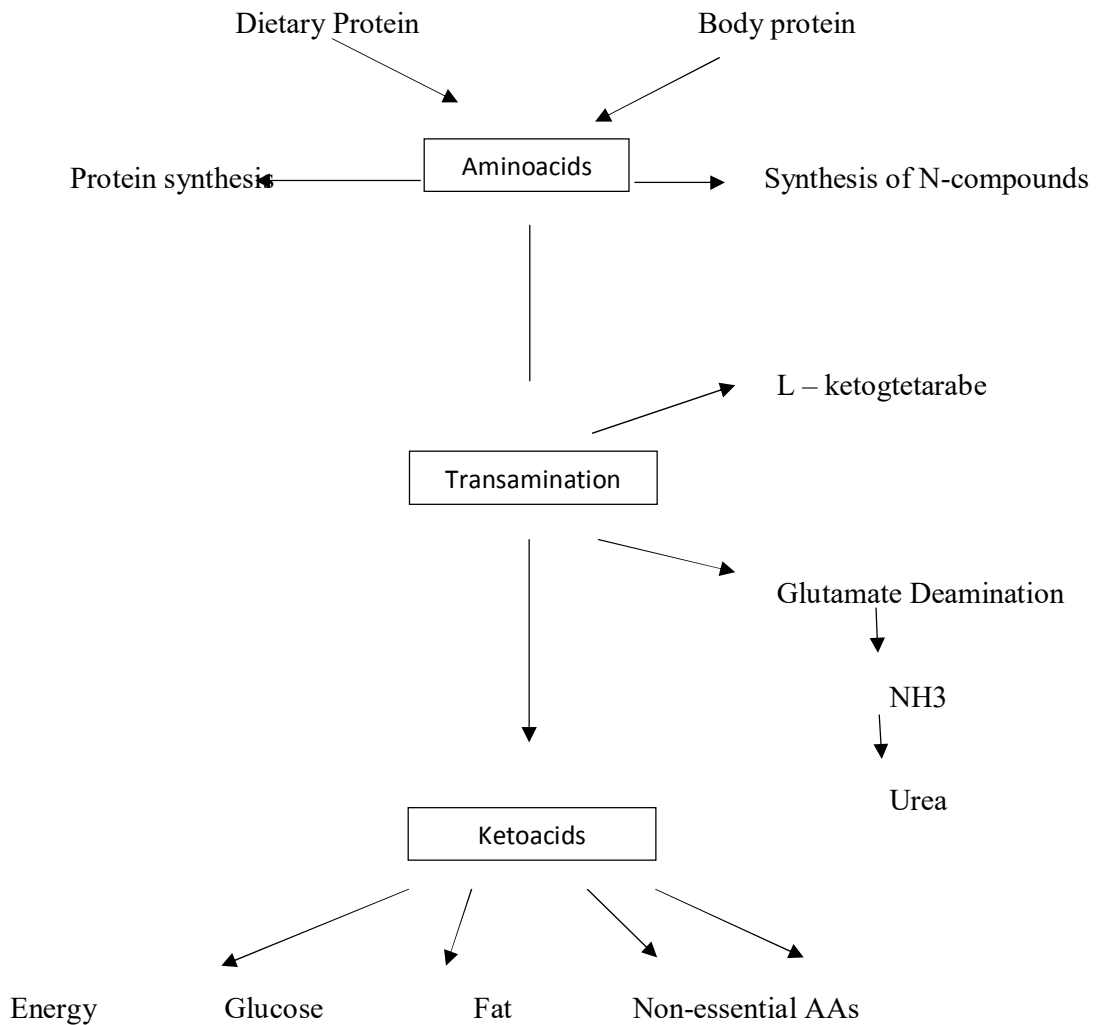 Dietary Protein Body protein
Aminoacids
Protein synthesis Synthesis of N-compounds
L – ketogtetarabe
Transamination
Glutamate Deamination
NH3
Urea
Ketoacids
Energy Glucose Fat Non-essential AAs